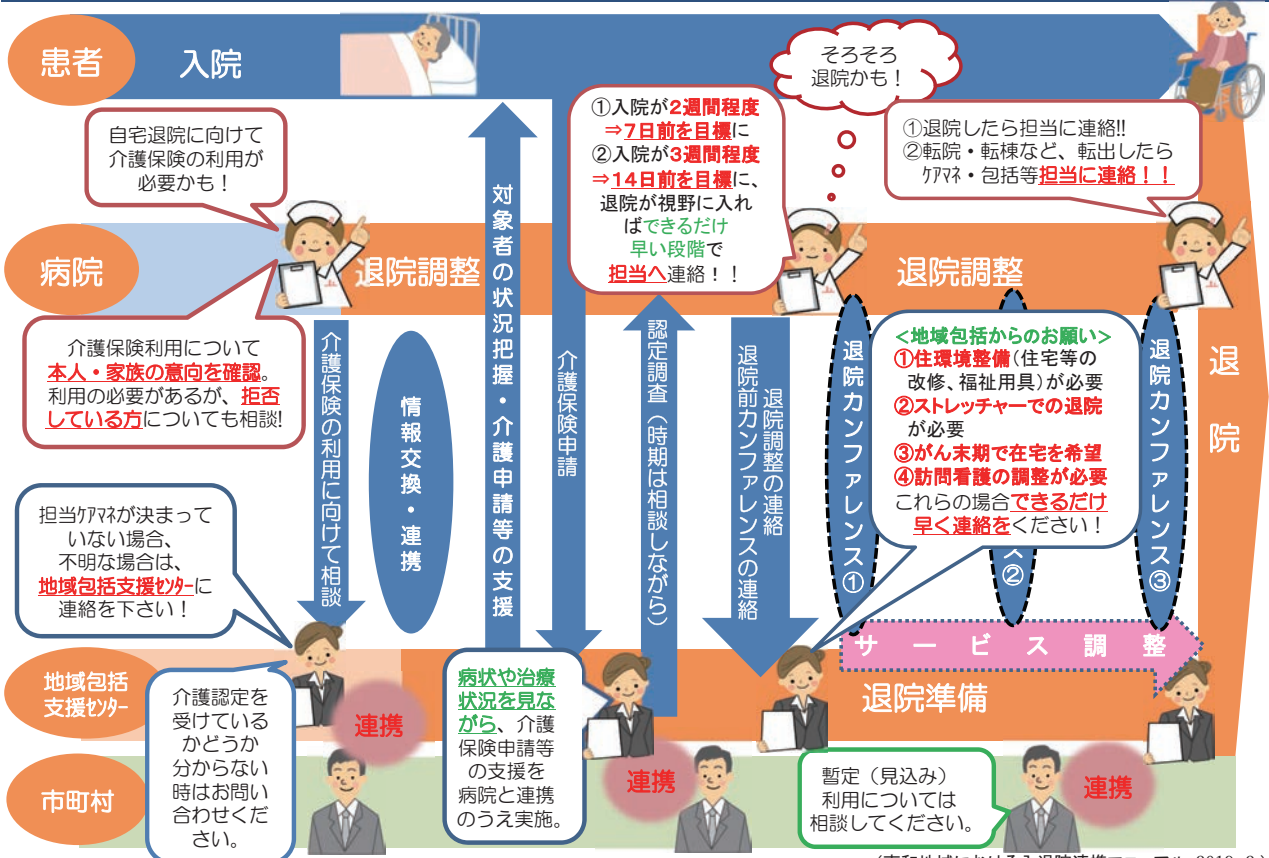 患者
入院
そろそろ
退院かも！
自宅退院に向けて
介護保険の利用が
必要かも！
①入院が2週間程度
⇒7日前を目標に
②入院が3週間程度
⇒14日前を目標に、
退院が視野に入れ
ばできるだけ
早い段階で
担当へ連絡！！
①退院したら担当に連絡!!
②転院・転棟など、転出したら
ｹｱﾏﾈ・包括等担当に連絡！！
病院
退院調整
退院調整
介護保険利用について
本人・家族の意向を確認。
利用の必要があるが、拒否
している方についても相談!
介護保険の利用に向けて相談
情報交換・連携
対象者の状況把握・介護申請等の支援
介護保険申請
認定調査（時期は相談しながら）
退院調整の連絡
退院前カンファレンスの連絡
退院カンファレンス①
＜地域包括からのお願い＞
①住環境整備(住宅等の
改修、福祉用具)が必要
②ストレッチャーでの退院
が必要
③がん末期で在宅を希望
④訪問看護の調整が必要
これらの場合できるだけ
早く連絡をください！
ス②
退院カンファレンス③
退院
担当ｹｱﾏﾈが決まって
いない場合、
不明な場合は、
地域包括支援ｾﾝﾀｰに
連絡を下さい！
サービス調整
地域包括
支援ｾﾝﾀｰ
退院準備
介護認定を
受けている
かどうか
分からない
時はお問い
合わせくだ
さい。
連携
病状や治療
状況を見な
がら、介護
保険申請等
の支援を
病院と連携
のうえ実施。
連携
暫定（見込み）
利用については
相談してください。
連携
市町村